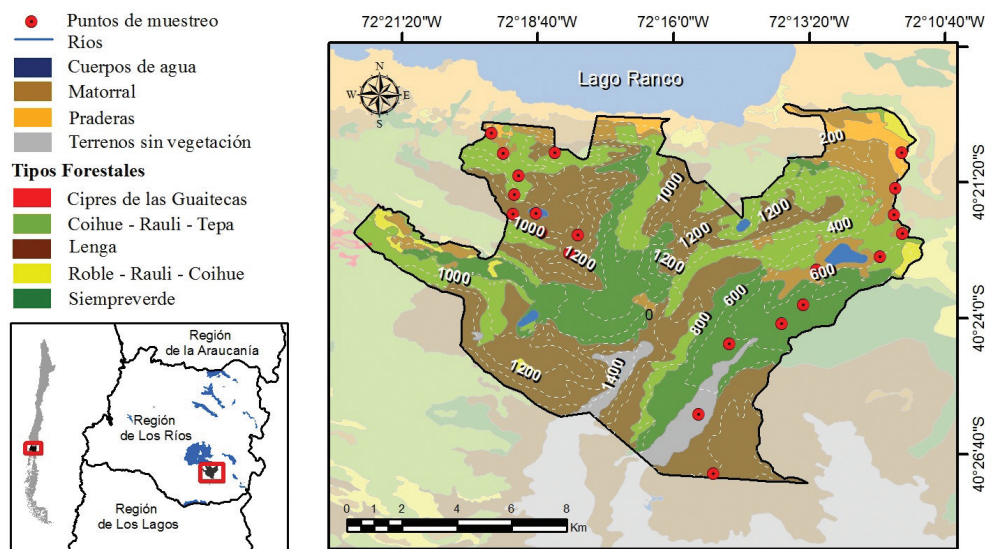 Puntos de muestreo
Ríos
Cuerpos de agua
Matorral
Praderas
Terrenos sin vegetación
Tipos Forestales
Cipres de las Guaitecas
Coihue - Rauli - Tepa
Lenga
Roble - Rauli - Coihue
Siempreverde
Región
de la Araucanía
Región
de Los Ríos
Región
de Los Lagos
72°21'20"W
72°18'40"W
72°16'0"W
72°13'20"W
72°10'40"W
Lago Ranco
N
W
E
S
200
1000
1200
1200
1000
1200
1200
400
1000
600
600
800
0
1200
1400
40°21'20"S
40°24'0"S
40°26'40"S
0
1
2
4
6
8
Km